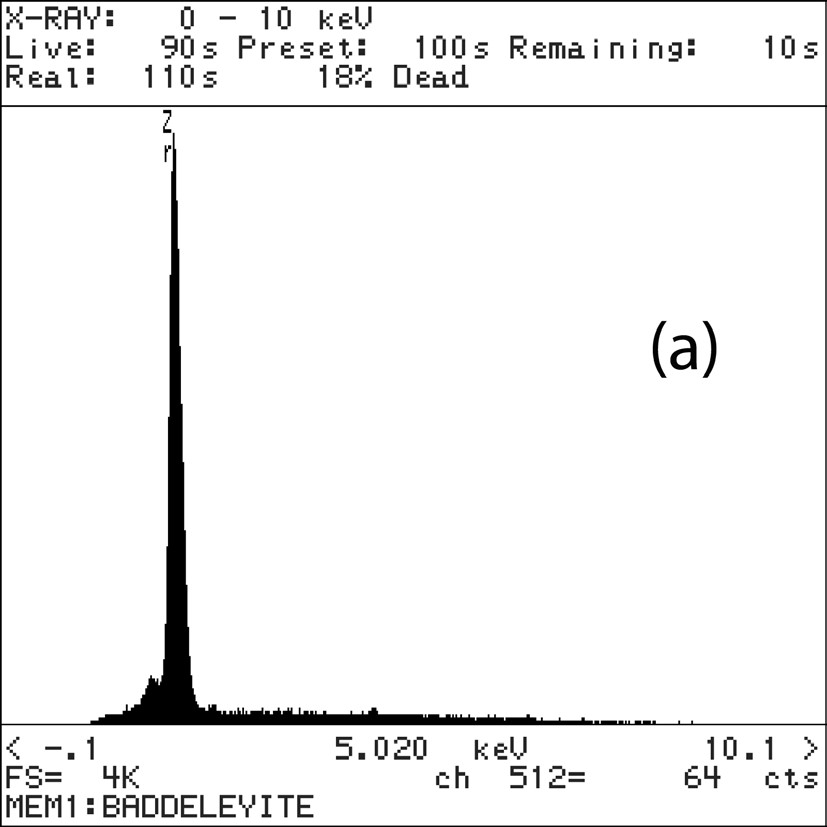 X-RAY: 0 - 10 keV
Live: 90s Preset: 100s Remaining: 10s
Real: 110s 18% Dead
Zr
(a)
< -.1 5.020 keV 10.1 >
FS= 4K ch 512= 64 cts
MEM1:BADDELEYITE